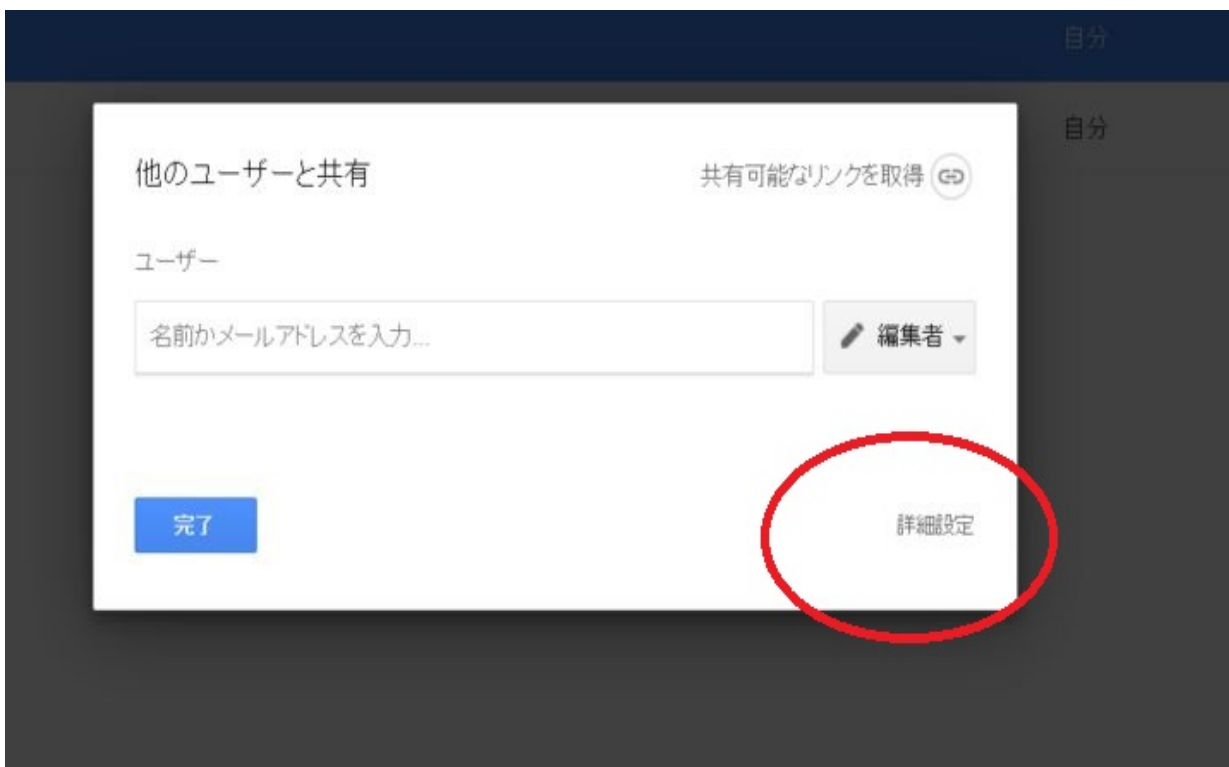 自分
自分
他のユーザーと共有
共有可能なリンクを取得
ユーザー
名前かメールアドレスを入力...
編集者
完了
詳細設定